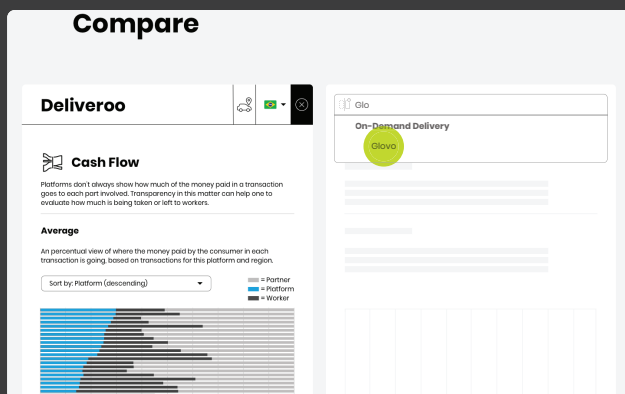 Compare
Deliveroo
Cash Flow
Platforms don't always show how much of the money paid in a transaction
goes to each part involved. Transparency in this matter can help one to
evaluate how much is being taken or left to workers.
Average
An percentual view of where the money paid by the consumer in each
transaction is going, based on transactions for this platform and region.
Sort by: Platform (descending)
= Partner
= Platform
= Worker
Glo
On-Demand Delivery
Glovo